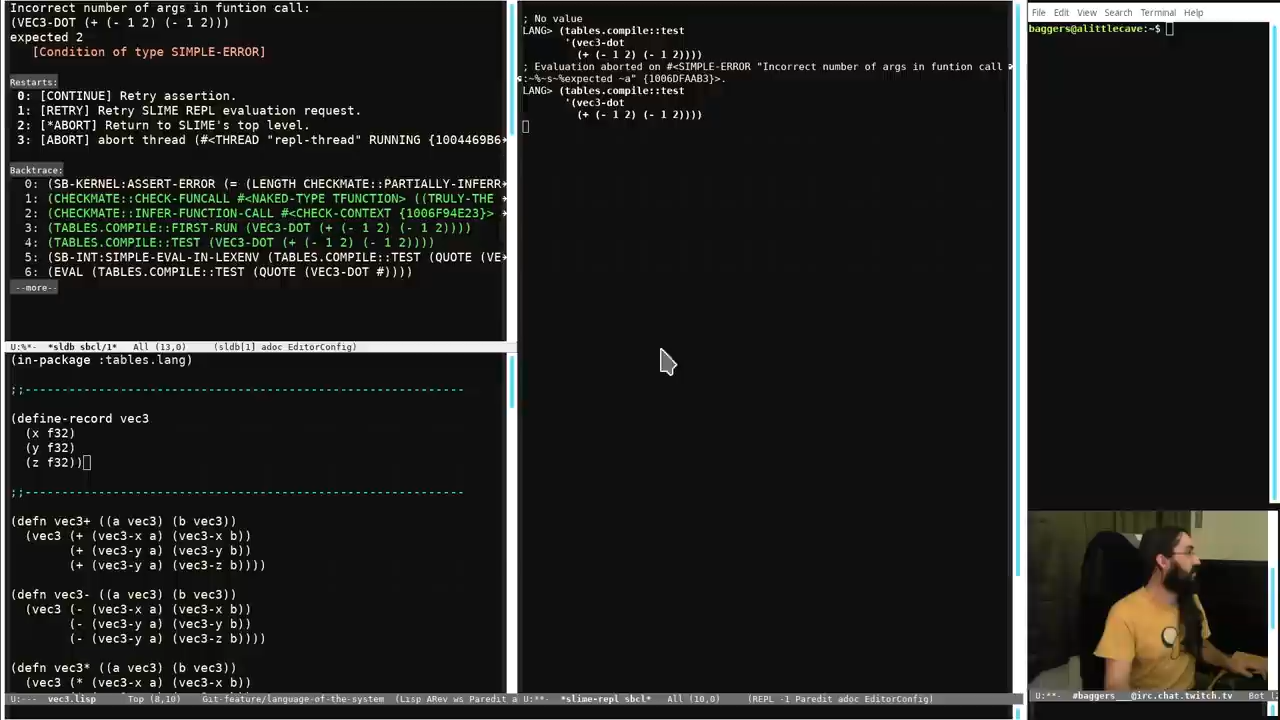 Incorrect number of args in funtion call:
(VEC3-DOT (+ (- 1 2) (- 1 2)))
expected 2
[Condition of type SIMPLE-ERROR]
Restarts:
0: [CONTINUE] Retry assertion.
1: [RETRY] Retry SLIME REPL evaluation request.
2: [*ABORT] Return to SLIME's top level.
3: [ABORT] abort thread (#<THREAD "repl-thread" RUNNING {1004469B6
Backtrace:
0: (SB-KERNEL:ASSERT-ERROR (= (LENGTH CHECKMATE::PARTIALLY-INFERR
1: (CHECKMATE::CHECK-FUNCALL #<NAKED-TYPE TFUNCTION> ((TRULY-THE
2: (CHECKMATE::INFER-FUNCTION-CALL #<CHECK-CONTEXT {1006F94E23}>
3: (TABLES.COMPILE::FIRST-RUN (VEC3-DOT (+ (- 1 2) (- 1 2))))
4: (TABLES.COMPILE::TEST (VEC3-DOT (+ (- 1 2) (- 1 2))))
5: (SB-INT:SIMPLE-EVAL-IN-LEXENV (TABLES.COMPILE::TEST (QUOTE (VE
6: (EVAL (TABLES.COMPILE::TEST (QUOTE (VEC3-DOT #))))
--more--
U:%*-  *sldb sbcl/1*   All (13,0)     (sldb[1] adoc EditorConfig)
(in-package :tables.lang)
;;------------------------------------------------------------
(define-record vec3
(x f32)
(y f32)
(z f32))
;;------------------------------------------------------------
(defn vec3+ ((a vec3) (b vec3))
(vec3 (+ (vec3-x a) (vec3-x b))
(+ (vec3-y a) (vec3-y b))
(+ (vec3-y a) (vec3-z b))))
(defn vec3- ((a vec3) (b vec3))
(vec3 (- (vec3-x a) (vec3-x b))
(- (vec3-y a) (vec3-y b))
(- (vec3-y a) (vec3-z b))))
(defn vec3* ((a vec3) (b vec3))
(vec3 (* (vec3-x a) (vec3-x b))
U:---  vec3.lisp      Top (8,10)     Git-feature/language-of-the-system  (Lisp ARev ws Paredit a
; No value
LANG> (tables.compile::test
'(vec3-dot
(+ (- 1 2) (- 1 2))))
; Evaluation aborted on #<SIMPLE-ERROR "Incorrect number of args in funtion call
:~%~s~%expected ~a" {1006DFAAB3}>.
LANG> (tables.compile::test
'(vec3-dot
(+ (- 1 2) (- 1 2))))
U:**-  *slime-repl sbcl*   All (10,0)     (REPL -1 Paredit adoc EditorConfig)
File Edit View Search Terminal Help
baggers@alittlecave:~$
U:**-  #baggers__@irc.chat.twitch.tv   Bot